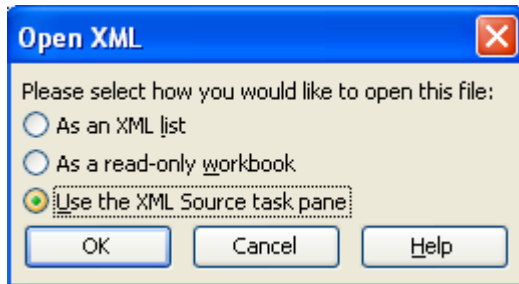 Open XML
Please select how you would like to open this file:
As an XML list
As a read-only workbook
Use the XML Source task pane
OK Cancel Help